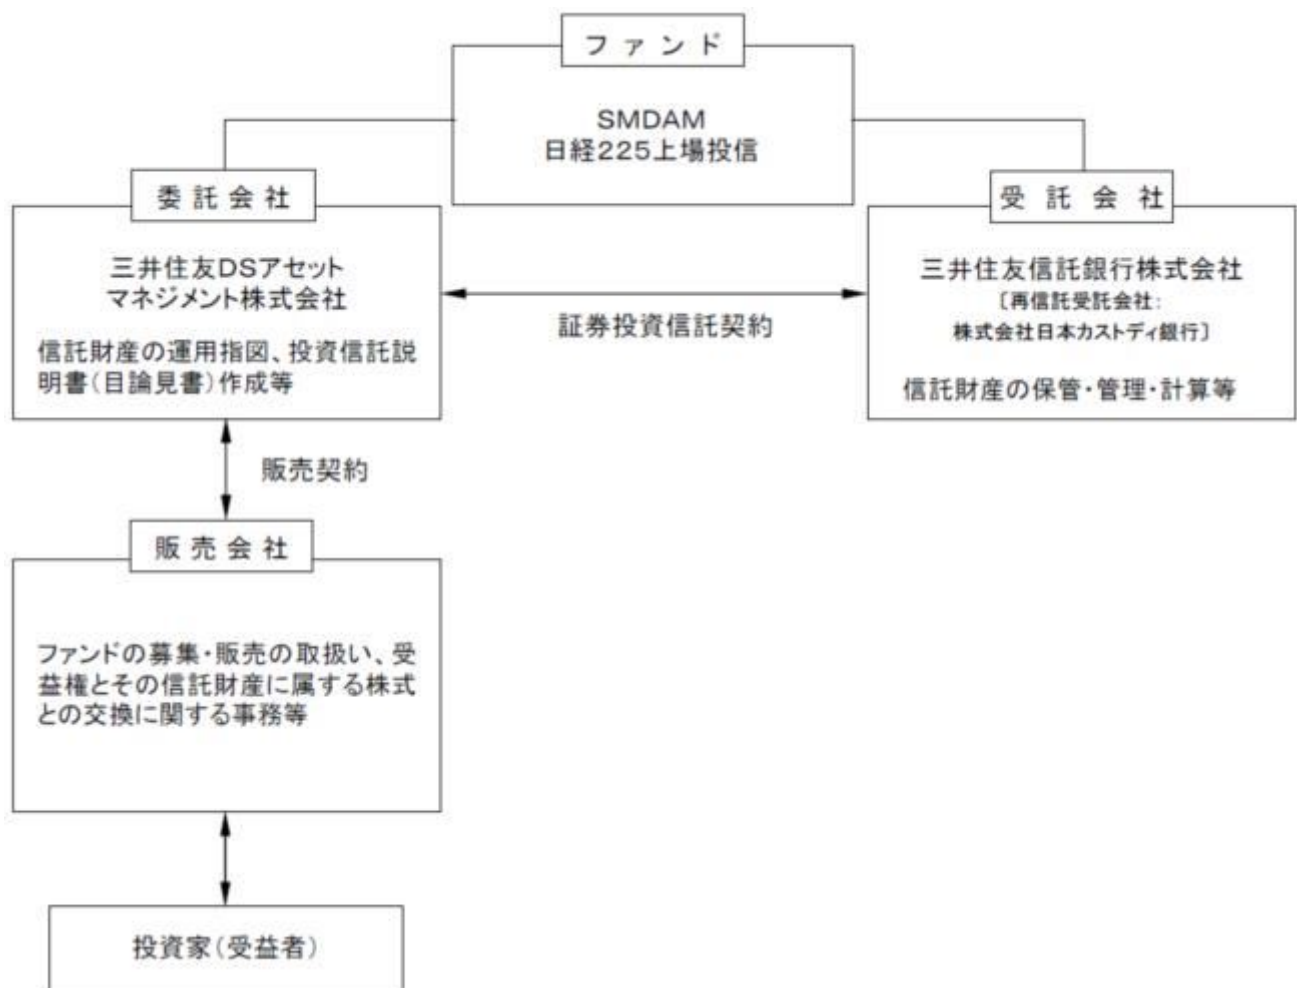 ファンド
SMDAM
日経225上場投信
委託会社
三井住友DSアセット
マネジメント株式会社
信託財産の運用指図、投資信託説
明書(目論見書)作成等
証券投資信託契約
受託会社
三井住友信託銀行株式会社
〔再信託受託会社:
株式会社日本カストディ銀行〕
信託財産の保管・管理・計算等
販売契約
販売会社
ファンドの募集・販売の取扱い、受
益権とその信託財産に属する株式
との交換に関する事務等
投資家(受益者)